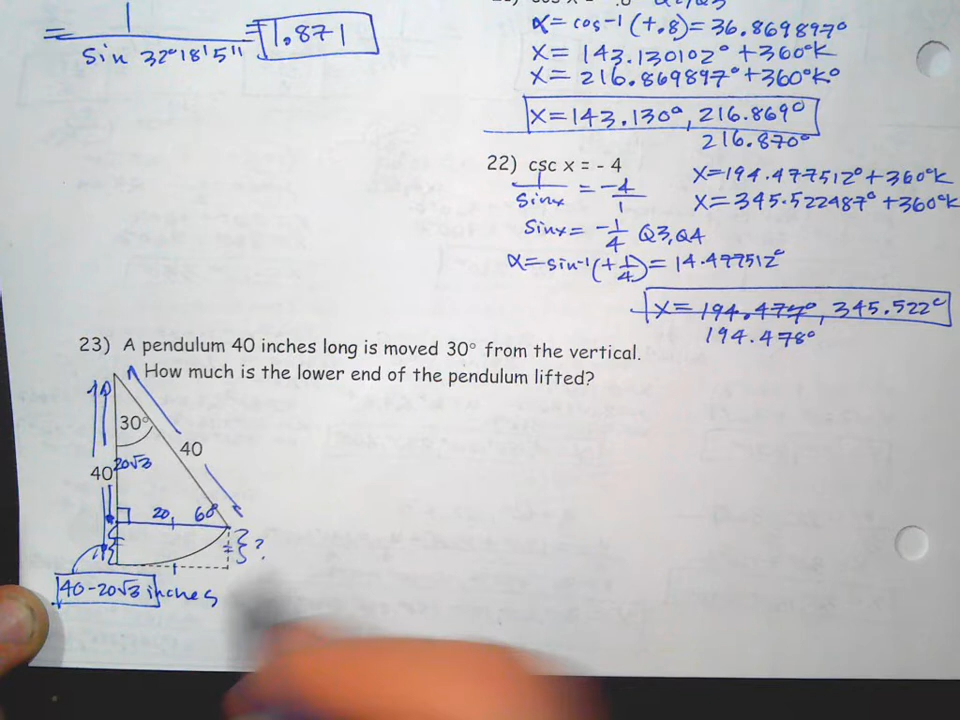 = 1 / sin 32°18'5" = 1.871
α = cos⁻¹(+.8) = 36.869897°
x = 143.130102° + 360°k
x = 216.869897° + 360°k°
x = 143.130°, 216.869°
216.870°
22) csc x = - 4
1/sinx = -4/1
sinx = -1/4 Q3,Q4
α = sin⁻¹(+1/4) = 14.477512°
x = 194.477512° + 360°k
x = 345.522487° + 360°k
x = 194.477°, 345.522°
194.478°
23) A pendulum 40 inches long is moved 30° from the vertical.
How much is the lower end of the pendulum lifted?
30°
40
20√3
40
20
60°
?
40-20√3 inches